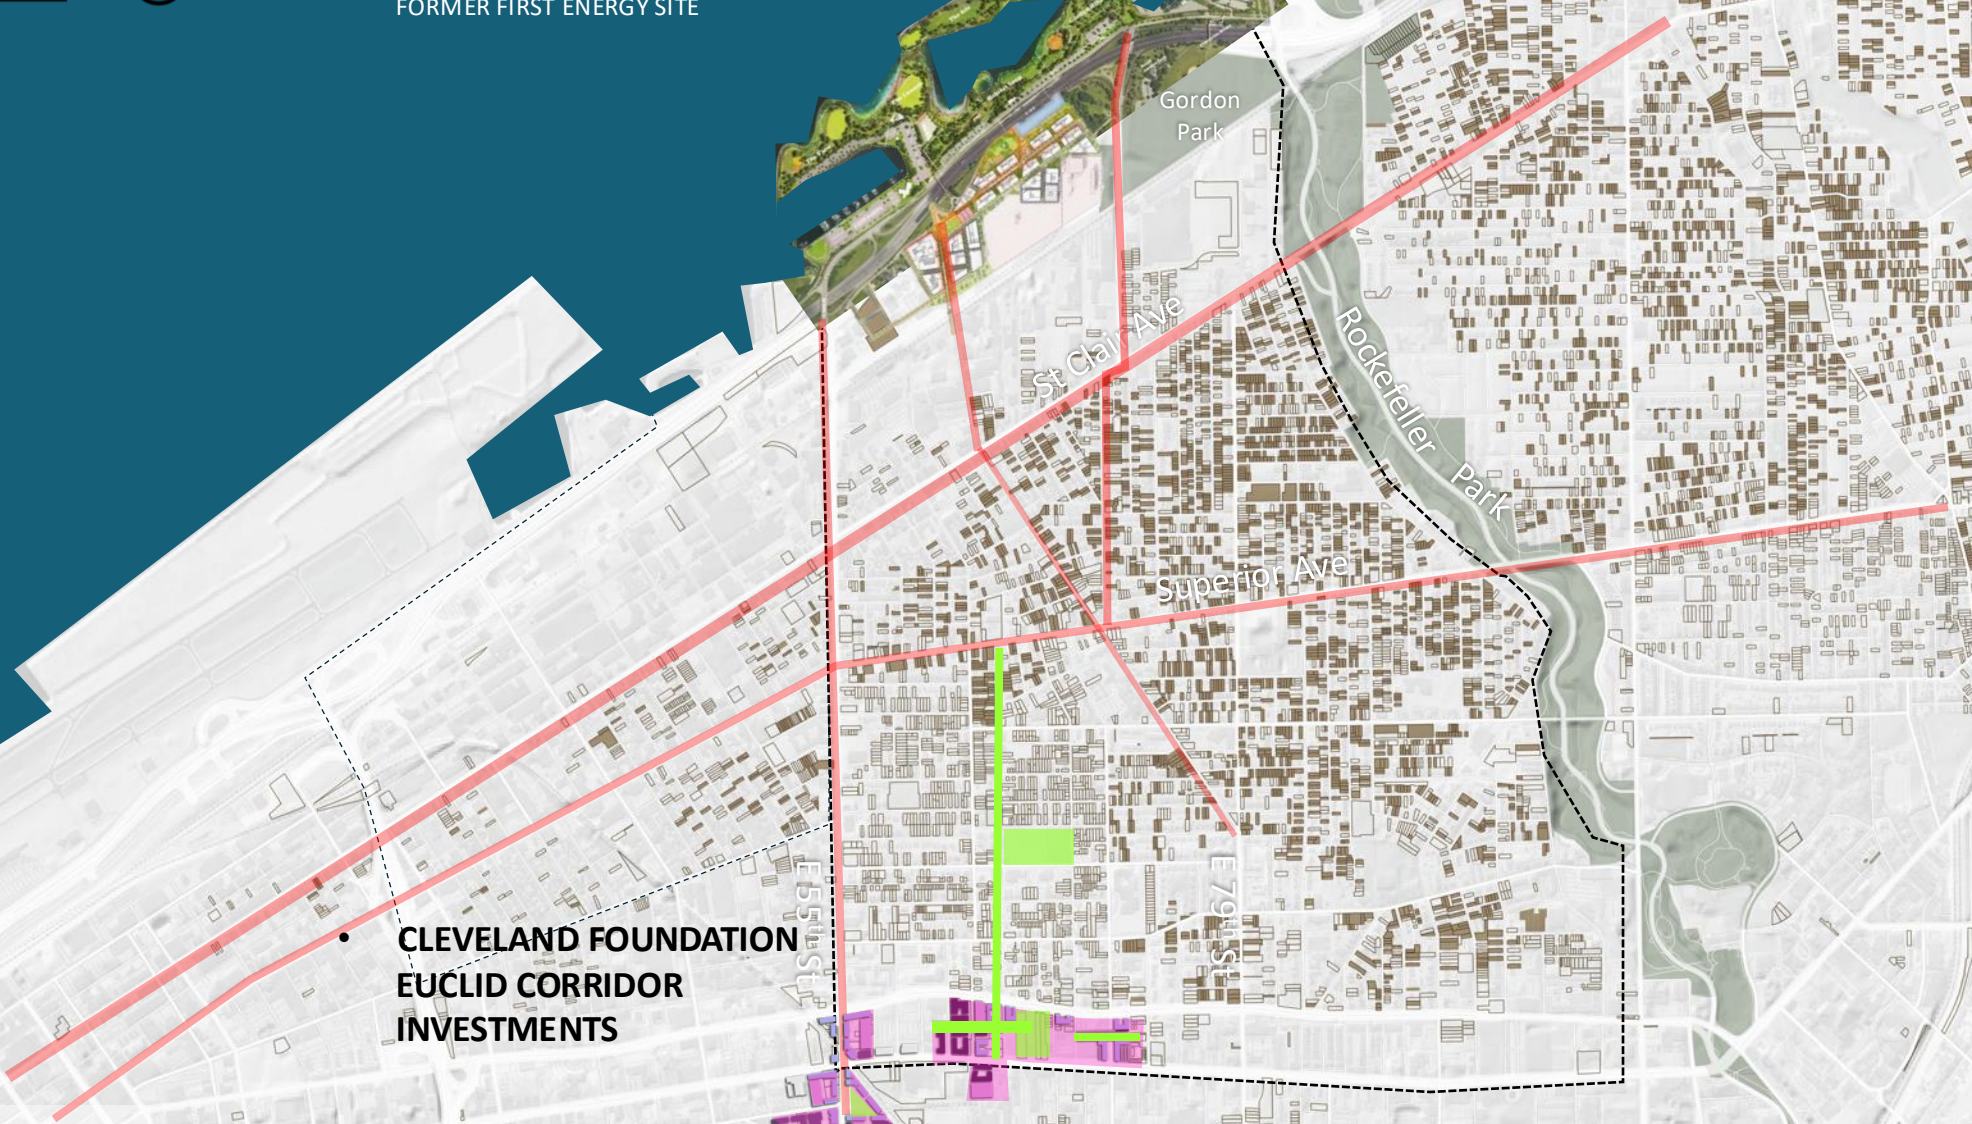 FORMER FIRST ENERGY SITE
Gordon
Park
St Clair Ave
Rockefeller Park
Superior Ave
E 55th St
E 79th St
• CLEVELAND FOUNDATION
EUCLID CORRIDOR
INVESTMENTS